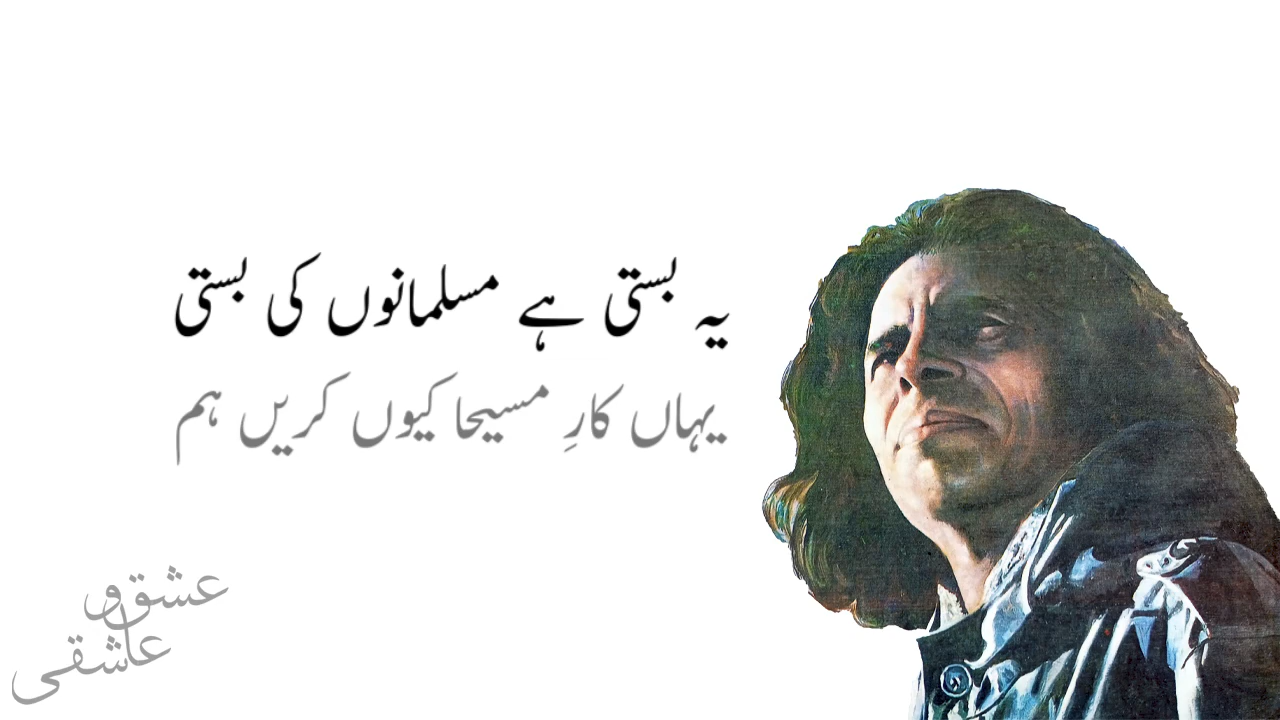 یہ بستی ہے مسلمانوں کی بستی
یہاں کارِ مسیحا کیوں کریں ہم
عشق و
عاشقی